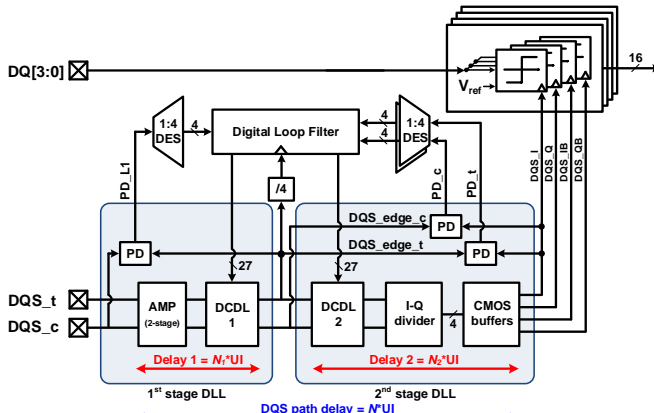 DQ[3:0]
V_ref
16
1:4
DES
4
Digital Loop Filter
4
4
1:4
DES
PD_L1
/4
PD_c
PD_t
DQS_I
DQS_Q
DQS_IB
DQS_QB
PD
27
27
DQS_edge_c
PD
DQS_edge_t
PD
DQS_t
DQS_c
AMP
(2-stage)
DCDL
1
DCDL
2
I-Q
divider
4
CMOS
buffers
Delay 1 = N₁*UI
Delay 2 = N₂*UI
1st stage DLL
2nd stage DLL
DQS path delay = N*UI